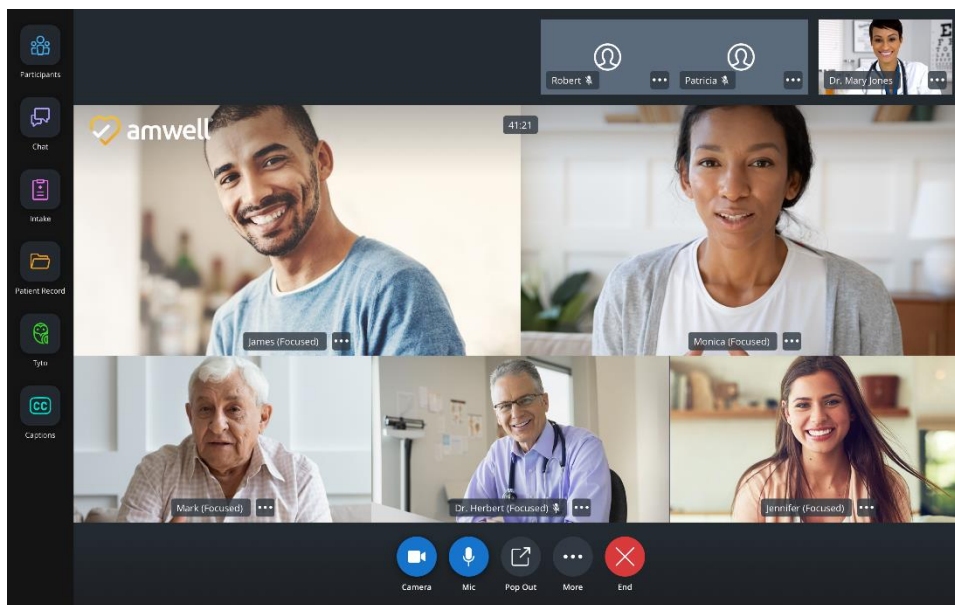 Participants
Chat
Intake
Patient Record
Tyto
CC
Captions
Robert
Patricia
Dr. Mary Jones
amwell
41:21
James (Focused)
Monica (Focused)
Mark (Focused)
Dr. Herbert (Focused)
Jennifer (Focused)
Camera
Mic
Pop Out
More
End